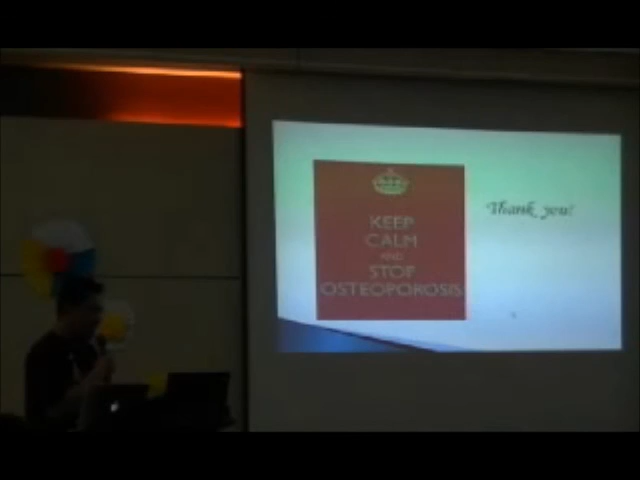 KEEP
CALM
AND
STOP
OSTEOPOROSIS
Thank you!